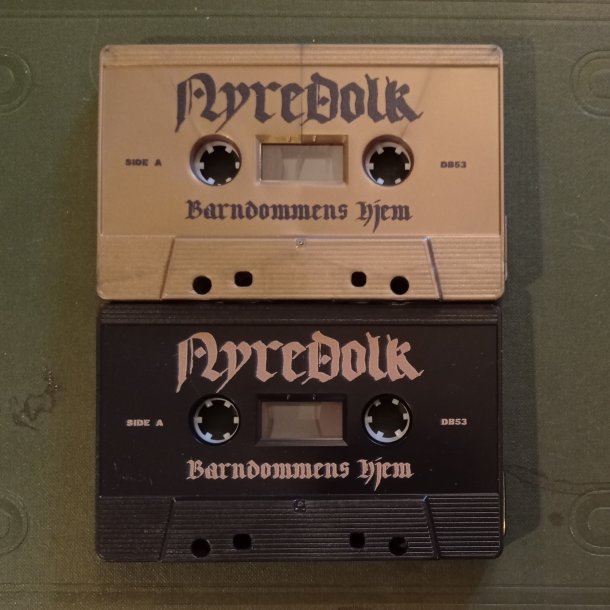 NyreDolk
SIDE A
DB53
Barndommens hjem
NyreDolk
SIDE A
DB53
Barndommens hjem